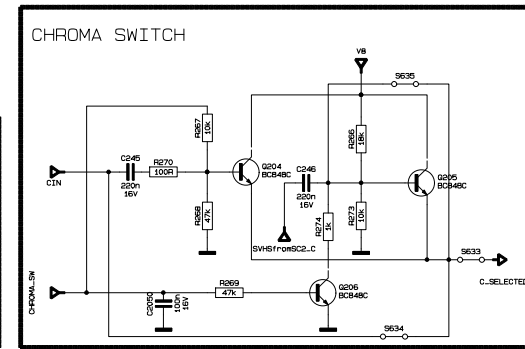 CHROMA SWITCH
V8
S635
R267
10k
R266
18k
C245
220n
16V
R270
100R
Q204
BC848C
C246
220n
16V
Q205
BC848C
CIN
R268
47k
R274
1k
R273
10k
SVHSfromSC2_C
S633
C_SELECTED
CHROMA_SW
R269
47k
Q206
BC848C
C2050
100n
16V
S634